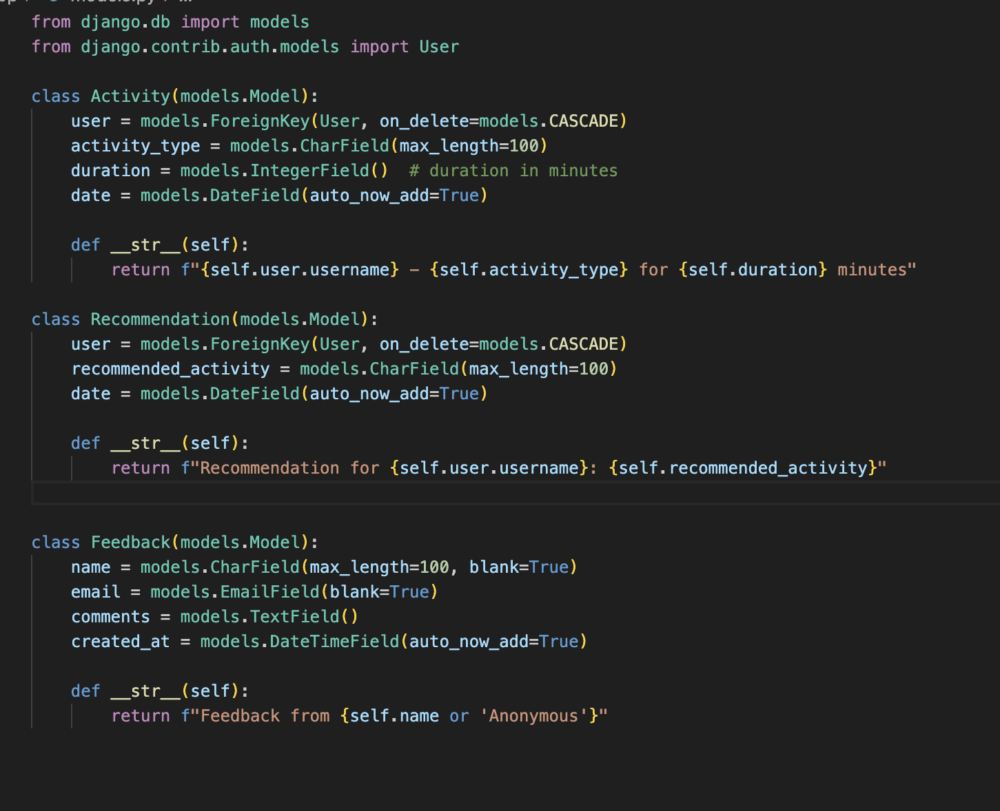 models.py
from django.db import models
from django.contrib.auth.models import User
class Activity(models.Model):
    user = models.ForeignKey(User, on_delete=models.CASCADE)
    activity_type = models.CharField(max_length=100)
    duration = models.IntegerField()  # duration in minutes
    date = models.DateField(auto_now_add=True)
    def __str__(self):
        return f"{self.user.username} - {self.activity_type} for {self.duration} minutes"
class Recommendation(models.Model):
    user = models.ForeignKey(User, on_delete=models.CASCADE)
    recommended_activity = models.CharField(max_length=100)
    date = models.DateField(auto_now_add=True)
    def __str__(self):
        return f"Recommendation for {self.user.username}: {self.recommended_activity}"
class Feedback(models.Model):
    name = models.CharField(max_length=100, blank=True)
    email = models.EmailField(blank=True)
    comments = models.TextField()
    created_at = models.DateTimeField(auto_now_add=True)
    def __str__(self):
        return f"Feedback from {self.name or 'Anonymous'}"